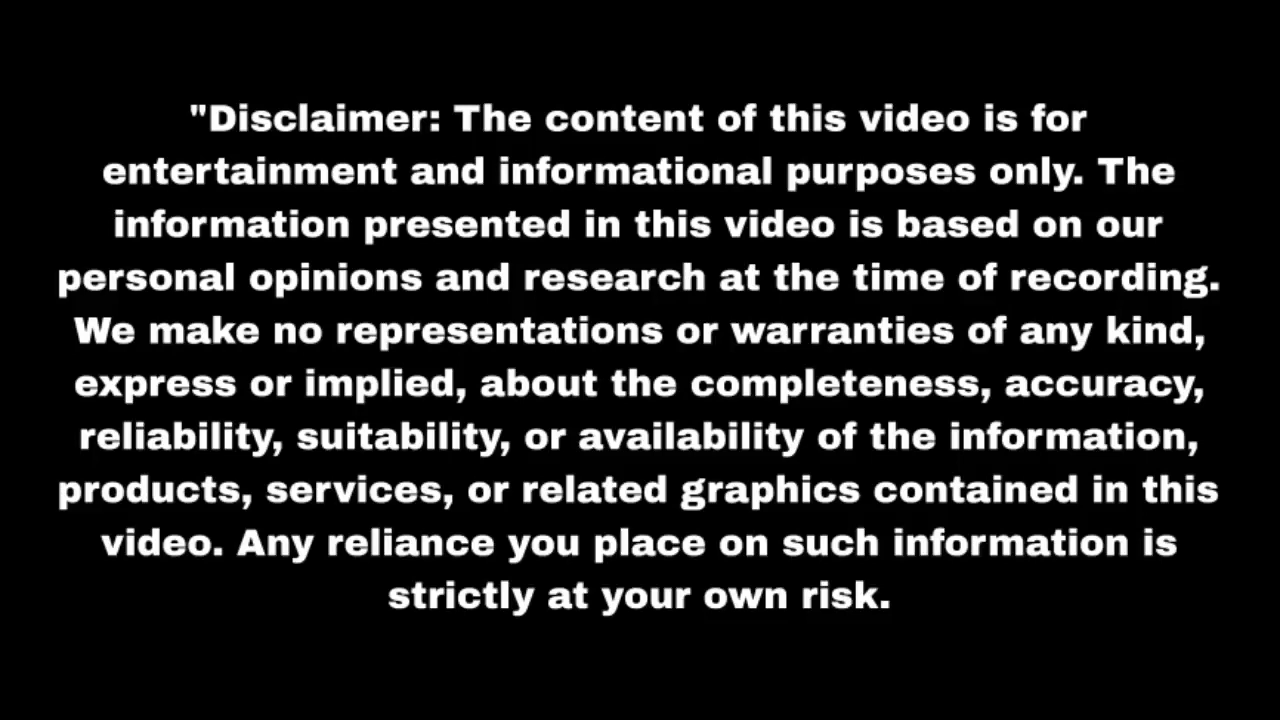 "Disclaimer: The content of this video is for
entertainment and informational purposes only. The
information presented in this video is based on our
personal opinions and research at the time of recording.
We make no representations or warranties of any kind,
express or implied, about the completeness, accuracy,
reliability, suitability, or availability of the information,
products, services, or related graphics contained in this
video. Any reliance you place on such information is
strictly at your own risk.